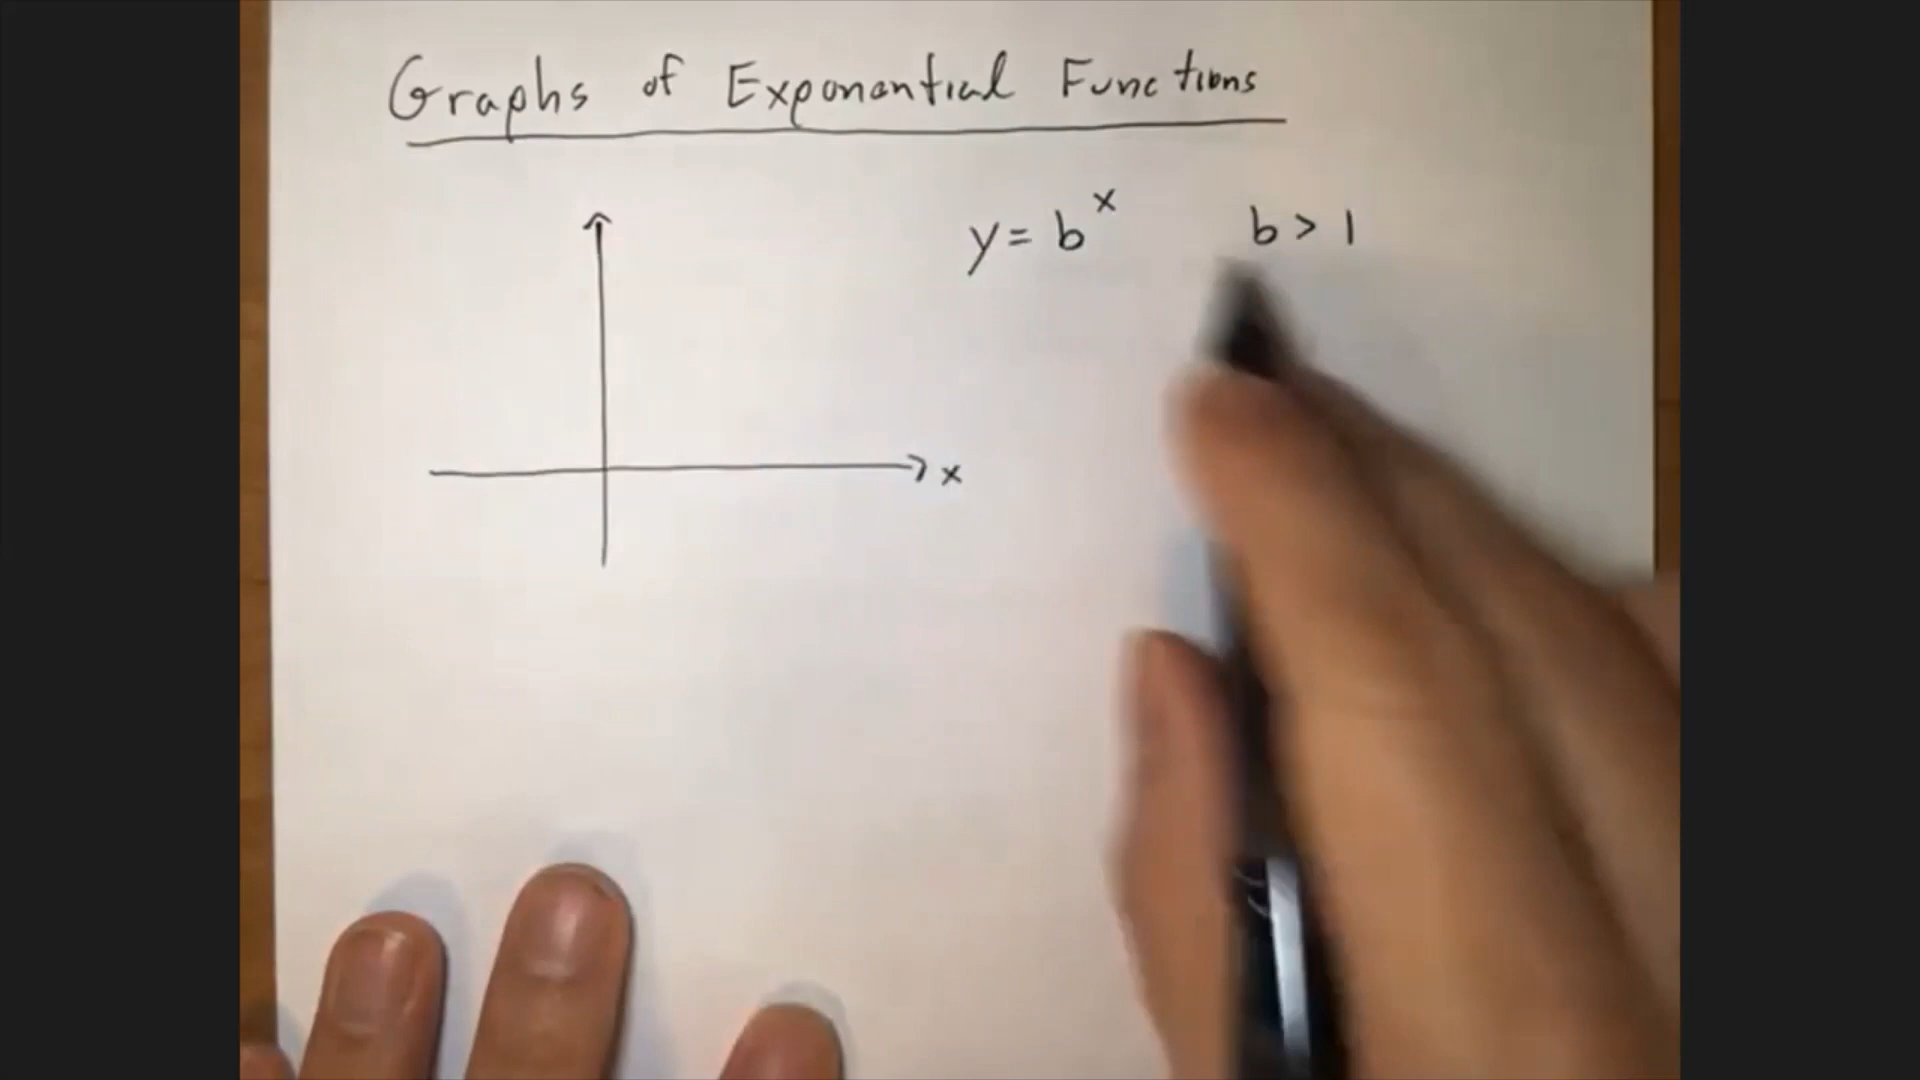 Graphs of Exponential Functions
y = b^x b > 1
x